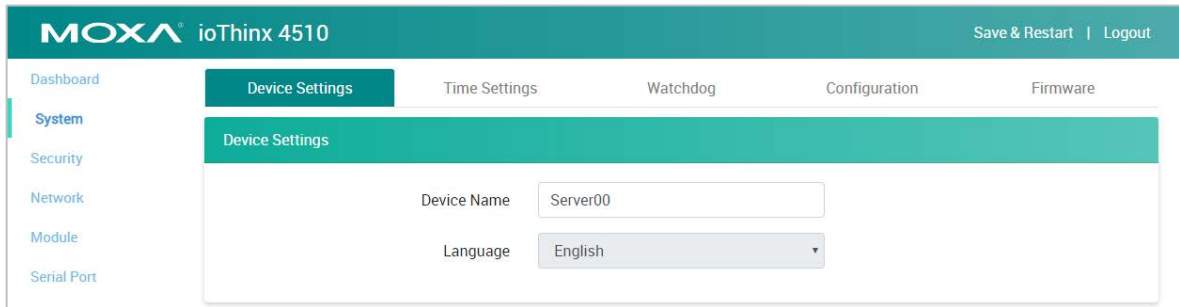 MOXA® ioThinx 4510
Save & Restart | Logout
Dashboard
System
Security
Network
Module
Serial Port
Device Settings Time Settings Watchdog Configuration Firmware
Device Settings
Device Name Server00
Language English